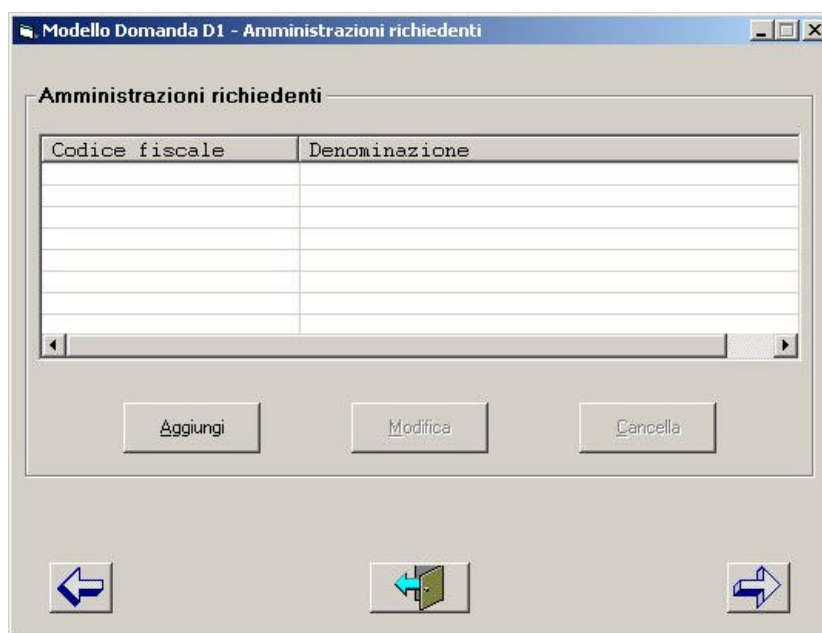 Modello Domanda D1 - Amministrazioni richiedenti
Amministrazioni richiedenti
Codice fiscale Denominazione
Aggiungi Modifica Cancella